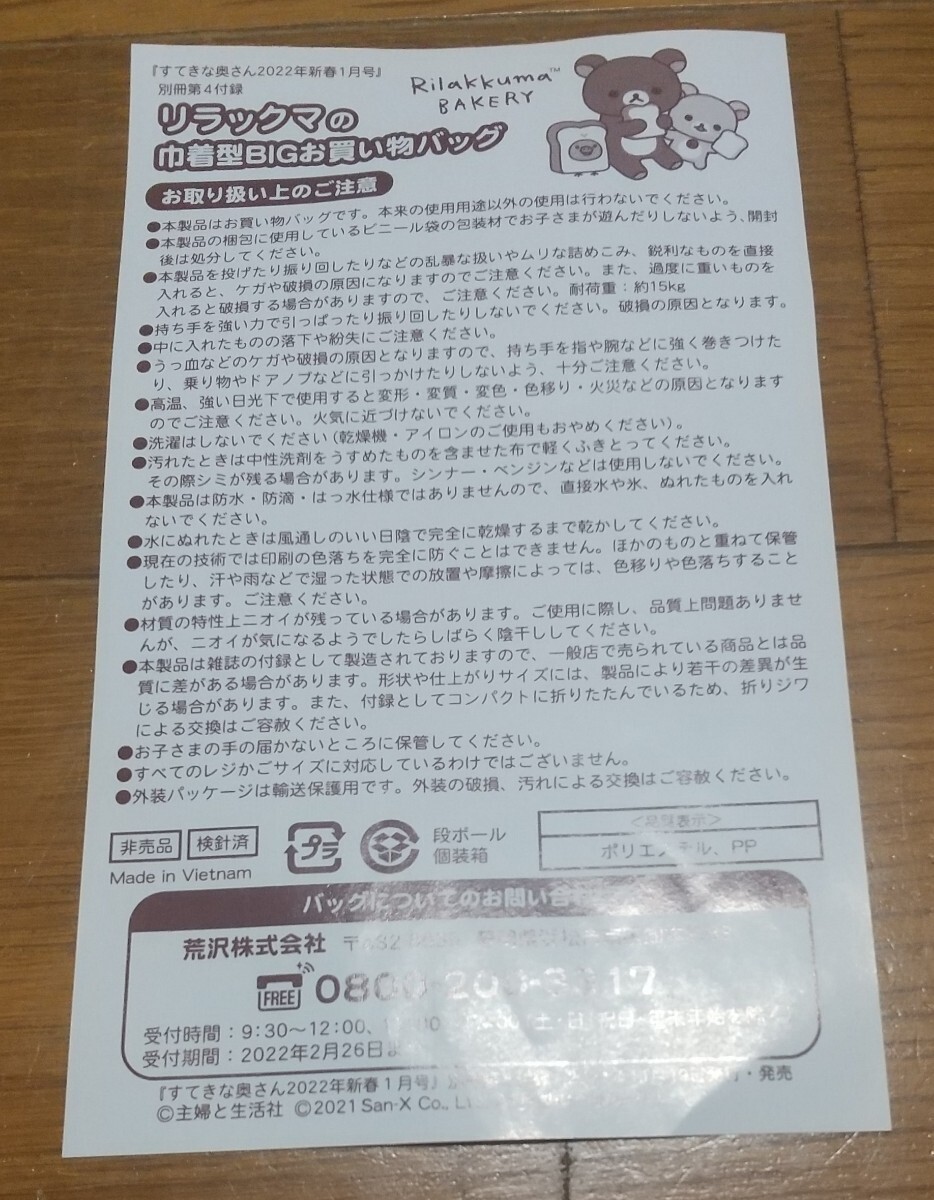 『すてきな奥さん2022年新春1月号』
別冊第4付録
Rilakkuma™
BAKERY
リラックマの
巾着型BIGお買い物バッグ
お取り扱い上のご注意
●本製品はお買い物バッグです。本来の使用用途以外の使用は行わないでください。
●本製品の梱包に使用しているビニール袋の包装材でお子さまが遊んだりしないよう、開封
後は処分してください。
●本製品を投げたり振り回したりなどの乱暴な扱いやムリな詰めこみ、鋭利なものを直接
入れると、ケガや破損の原因になりますのでご注意ください。また、過度に重いものを
入れると破損する場合がありますので、ご注意ください。耐荷重：約15kg
●持ち手を強い力で引っぱったり振り回したりしないでください。破損の原因となります。
●中に入れたものの落下や紛失にご注意ください。
●うっ血などのケガや破損の原因となりますので、持ち手を指や腕などに強く巻きつけた
り、乗り物やドアノブなどに引っかけたりしないよう、十分ご注意ください。
●高温、強い日光下で使用すると変形・変質・変色・色移り・火災などの原因となります
のでご注意ください。火気に近づけないでください。
●洗濯はしないでください（乾燥機・アイロンのご使用もおやめください）。
●汚れたときは中性洗剤をうすめたものを含ませた布で軽くふきとってください。
その際シミが残る場合があります。シンナー・ベンジンなどは使用しないでください。
●本製品は防水・防滴・はっ水仕様ではありませんので、直接水や氷、ぬれたものを入れ
ないでください。
●水にぬれたときは風通しのいい日陰で完全に乾燥するまで乾かしてください。
●現在の技術では印刷の色落ちを完全に防ぐことはできません。ほかのものと重ねて保管
したり、汗や雨などで湿った状態での放置や摩擦によっては、色移りや色落ちすること
があります。ご注意ください。
●材質の特性上ニオイが残っている場合があります。ご使用に際し、品質上問題ありませ
んが、ニオイが気になるようでしたらしばらく陰干ししてください。
●本製品は雑誌の付録として製造されておりますので、一般店で売られている商品とは品
質に差がある場合があります。形状や仕上がりサイズには、製品により若干の差異が生
じる場合があります。また、付録としてコンパクトに折りたたんでいるため、折りジワ
による交換はご容赦ください。
●お子さまの手の届かないところに保管してください。
●すべてのレジかごサイズに対応しているわけではございません。
●外装パッケージは輸送保護用です。外装の破損、汚れによる交換はご容赦ください。
非売品 検針済
プラ
段ボール
個装箱
<品質表示>
ポリエステル、PP
Made in Vietnam
バッグについてのお問い合
荒沢株式会社
FREE
受付時間：9:30〜12:00、
土・日・祝日・年末年始を除く
受付期間：2022年2月26日ま
『すてきな奥さん2022年新春1月号』
発行・発売
©主婦と生活社 ©2021 San-X Co.,